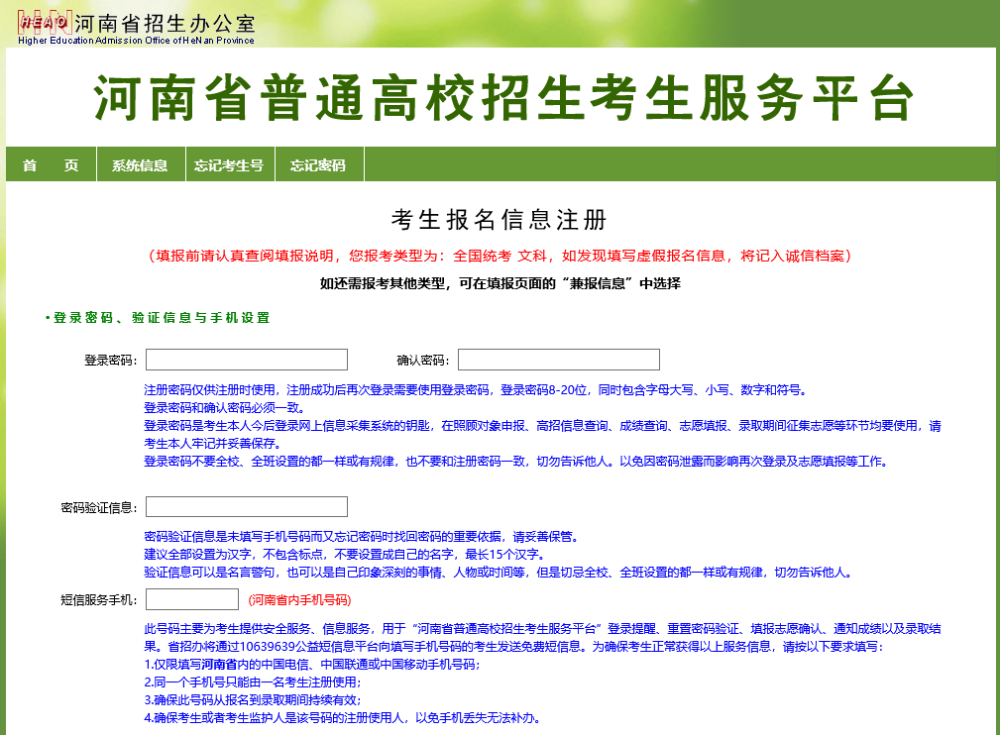 HEAO 河南省招生办公室
Higher Education Admission Office of HeNan Province
河南省普通高校招生考生服务平台
首 页 系统信息 忘记考生号 忘记密码
考生报名信息注册
（填报前请认真查阅填报说明，您报考类型为：全国统考 文科，如发现填写虚假报名信息，将记入诚信档案）
如还需报考其他类型，可在填报页面的“兼报信息”中选择
·登录密码、验证信息与手机设置
登录密码： 确认密码：
注册密码仅供注册时使用，注册成功后再次登录需要使用登录密码，登录密码8-20位，同时包含字母大写、小写、数字和符号。
登录密码和确认密码必须一致。
登录密码是考生本人今后登录网上信息采集系统的钥匙，在照顾对象申报、高招信息查询、成绩查询、志愿填报、录取期间征集志愿等环节均要使用，请
考生本人牢记并妥善保存。
登录密码不要全校、全班设置的都一样或有规律，也不要和注册密码一致，切勿告诉他人。以免因密码泄露而影响再次登录及志愿填报等工作。
密码验证信息：
密码验证信息是未填写手机号码而又忘记密码时找回密码的重要依据，请妥善保管。
建议全部设置为汉字，不包含标点，不要设置成自己的名字，最长15个汉字。
验证信息可以是名言警句，也可以是自己印象深刻的事情、人物或时间等，但是切忌全校、全班设置的都一样或有规律，切勿告诉他人。
短信服务手机： (河南省内手机号码)
此号码主要为考生提供安全服务、信息服务，用于“河南省普通高校招生考生服务平台”登录提醒、重置密码验证、填报志愿确认、通知成绩以及录取结
果。省招办将通过10639639公益短信息平台向填写手机号码的考生发送免费短信息。为确保考生正常获得以上服务信息，请按以下要求填写：
1.仅限填写河南省内的中国电信、中国联通或中国移动手机号码；
2.同一个手机号只能由一名考生注册使用；
3.确保此号码从报名到录取期间持续有效；
4.确保考生或者考生监护人是该号码的注册使用人，以免手机丢失无法补办。